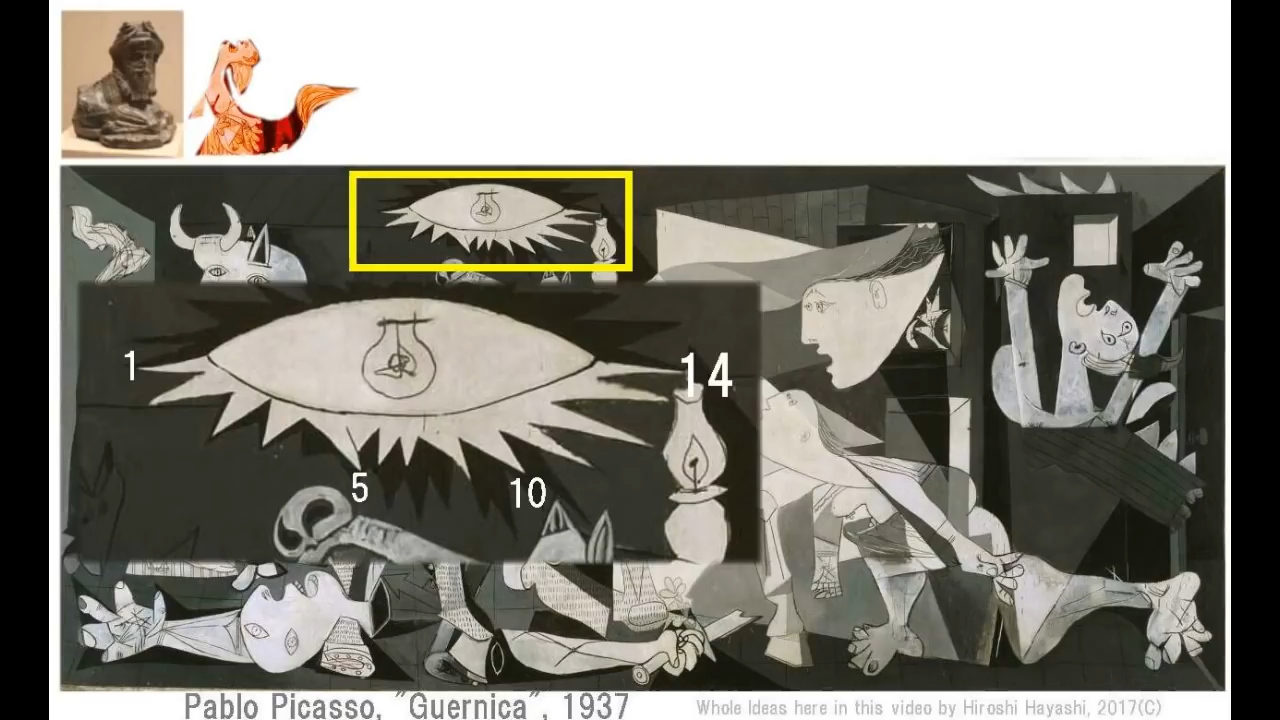 1
14
5
10
Pablo Picasso, "Guernica", 1937
Whole Ideas here in this video by Hiroshi Hayashi, 2017(C)